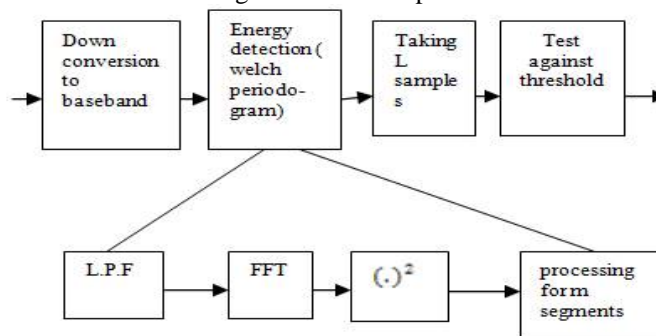 Down
conversion
to
baseband
Energy
detection(
welch
periodo-
gram)
Taking
L
sample
s
Test
against
threshold
L.P.F
FFT
(.)²
processing
form
segments